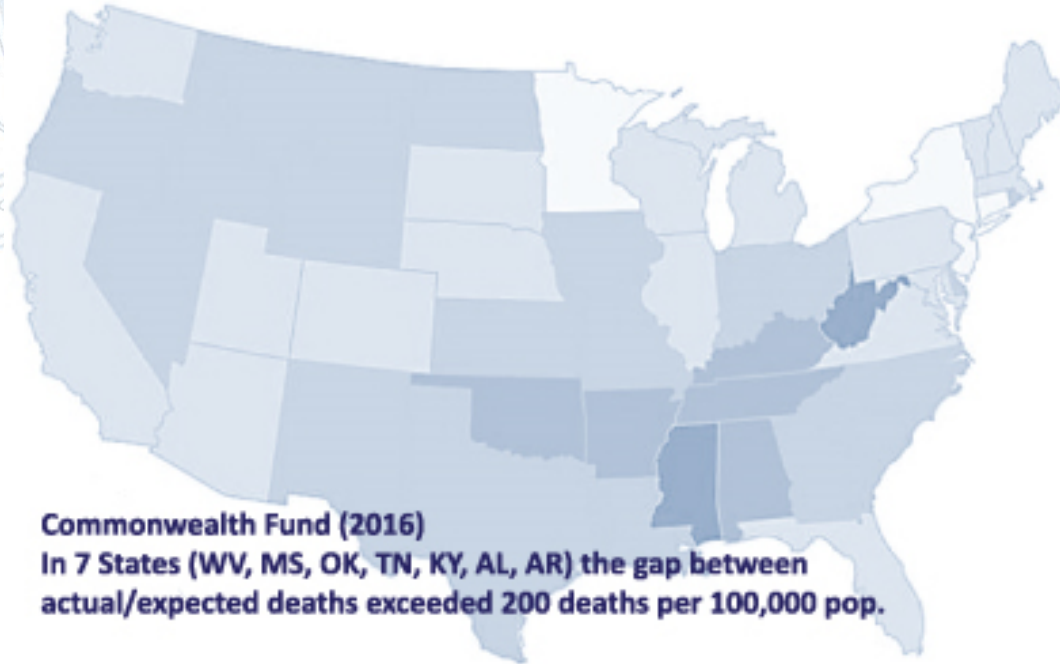 Commonwealth Fund (2016)
In 7 States (WV, MS, OK, TN, KY, AL, AR) the gap between
actual/expected deaths exceeded 200 deaths per 100,000 pop.